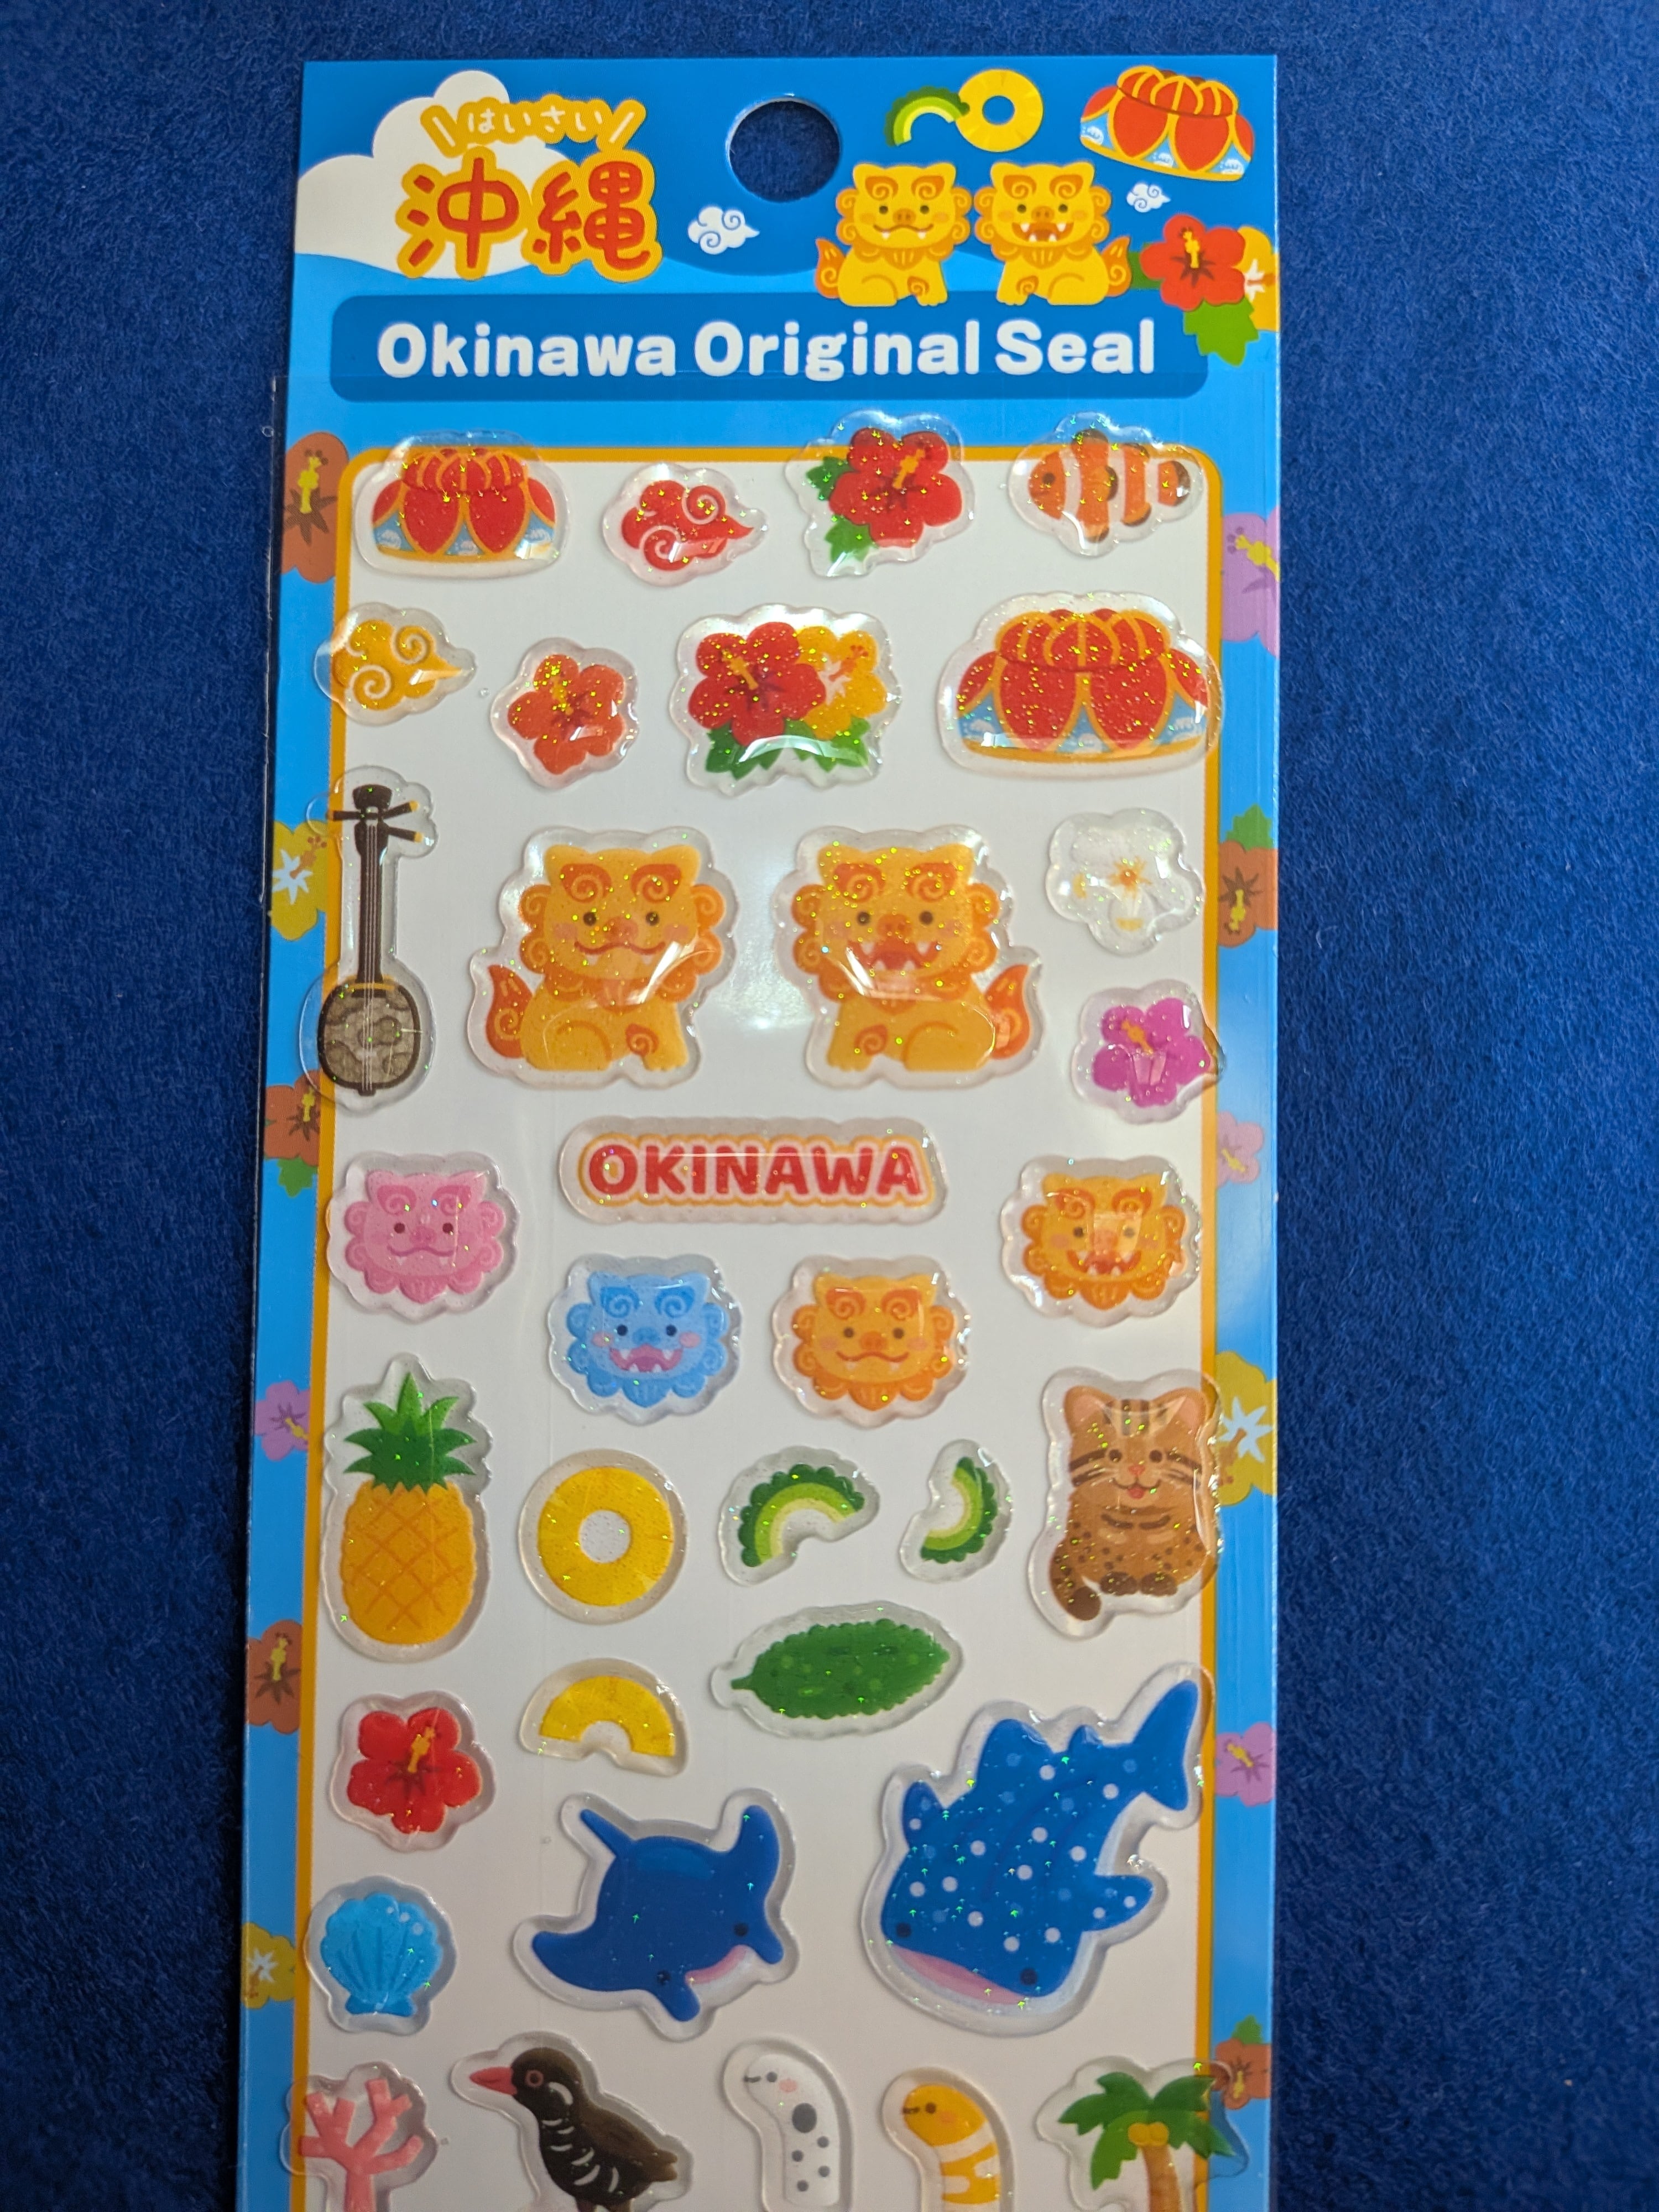 はいさい
沖縄
Okinawa Original Seal
OKINAWA